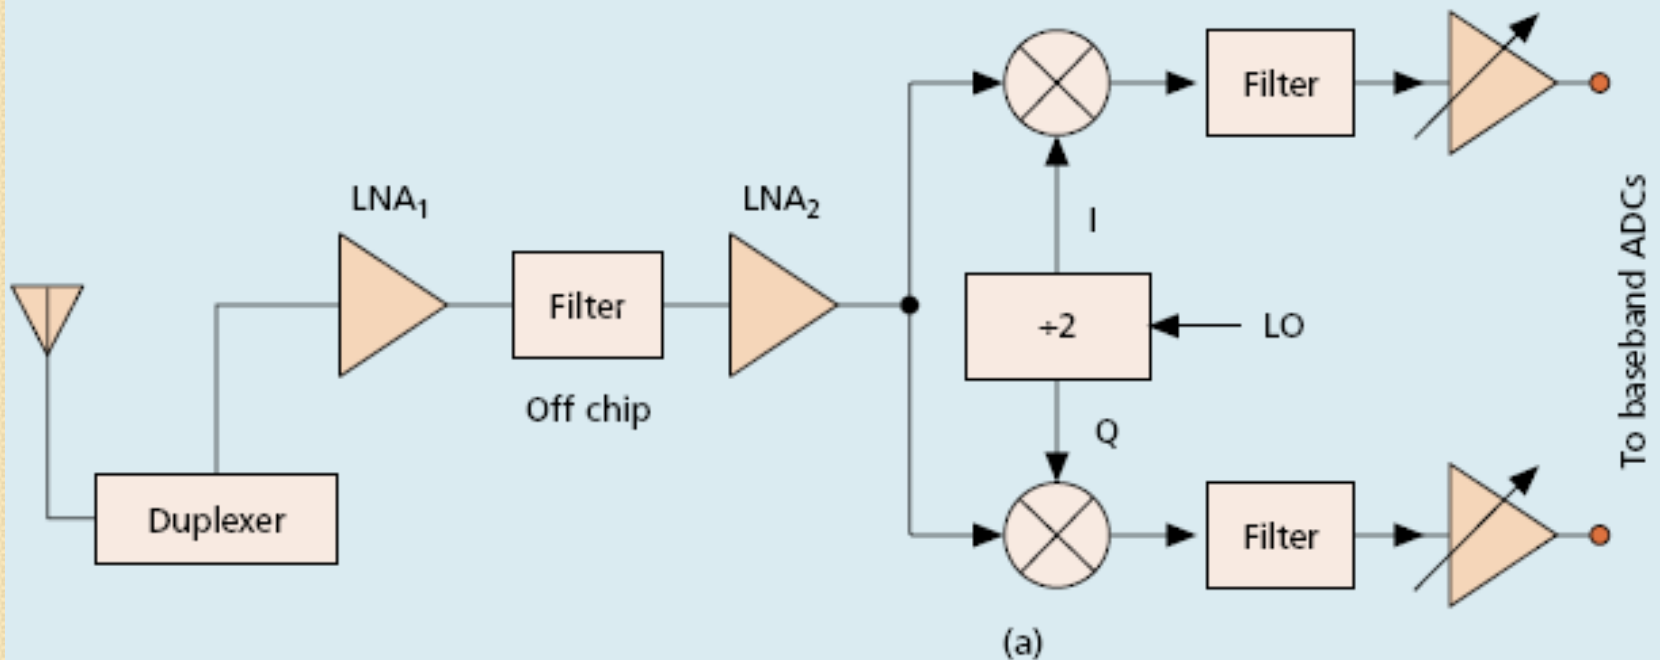 LNA₁
LNA₂
Filter
Off chip
Duplexer
I
÷2
LO
Q
Filter
Filter
To baseband ADCs
(a)